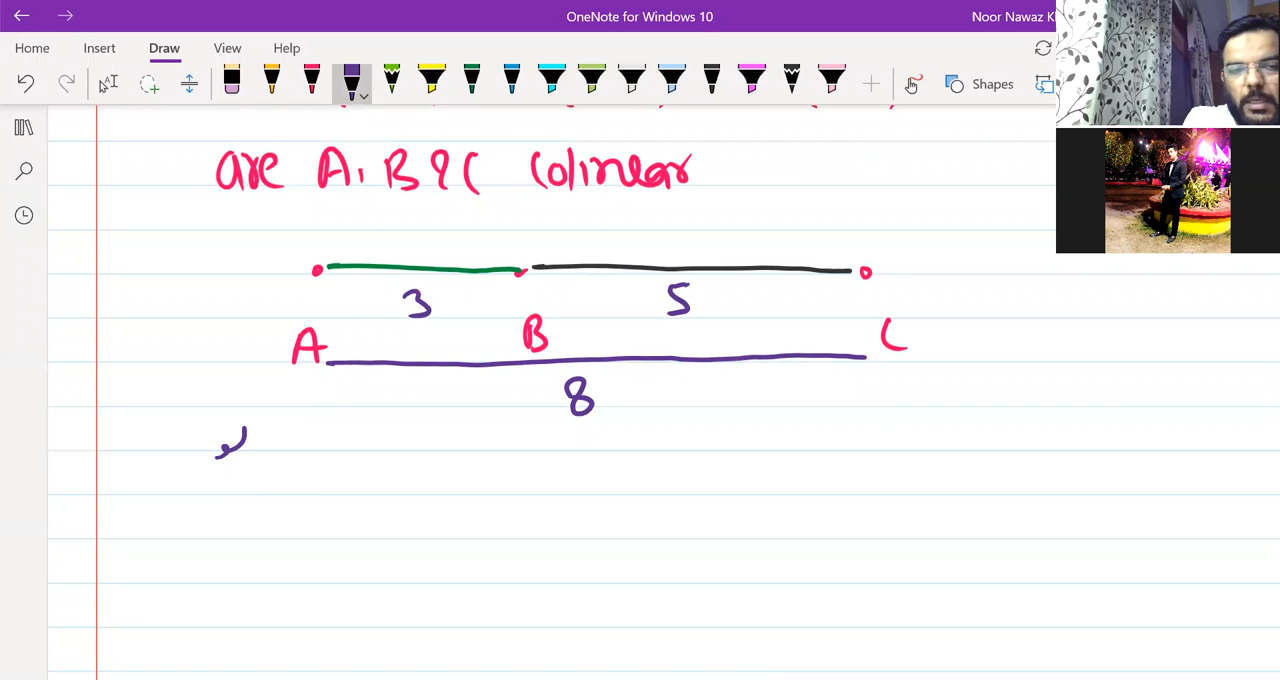 OneNote for Windows 10
Noor Nawaz K
Home Insert Draw View Help
Shapes
are A, B & C Colinear
3 5
A B C
8